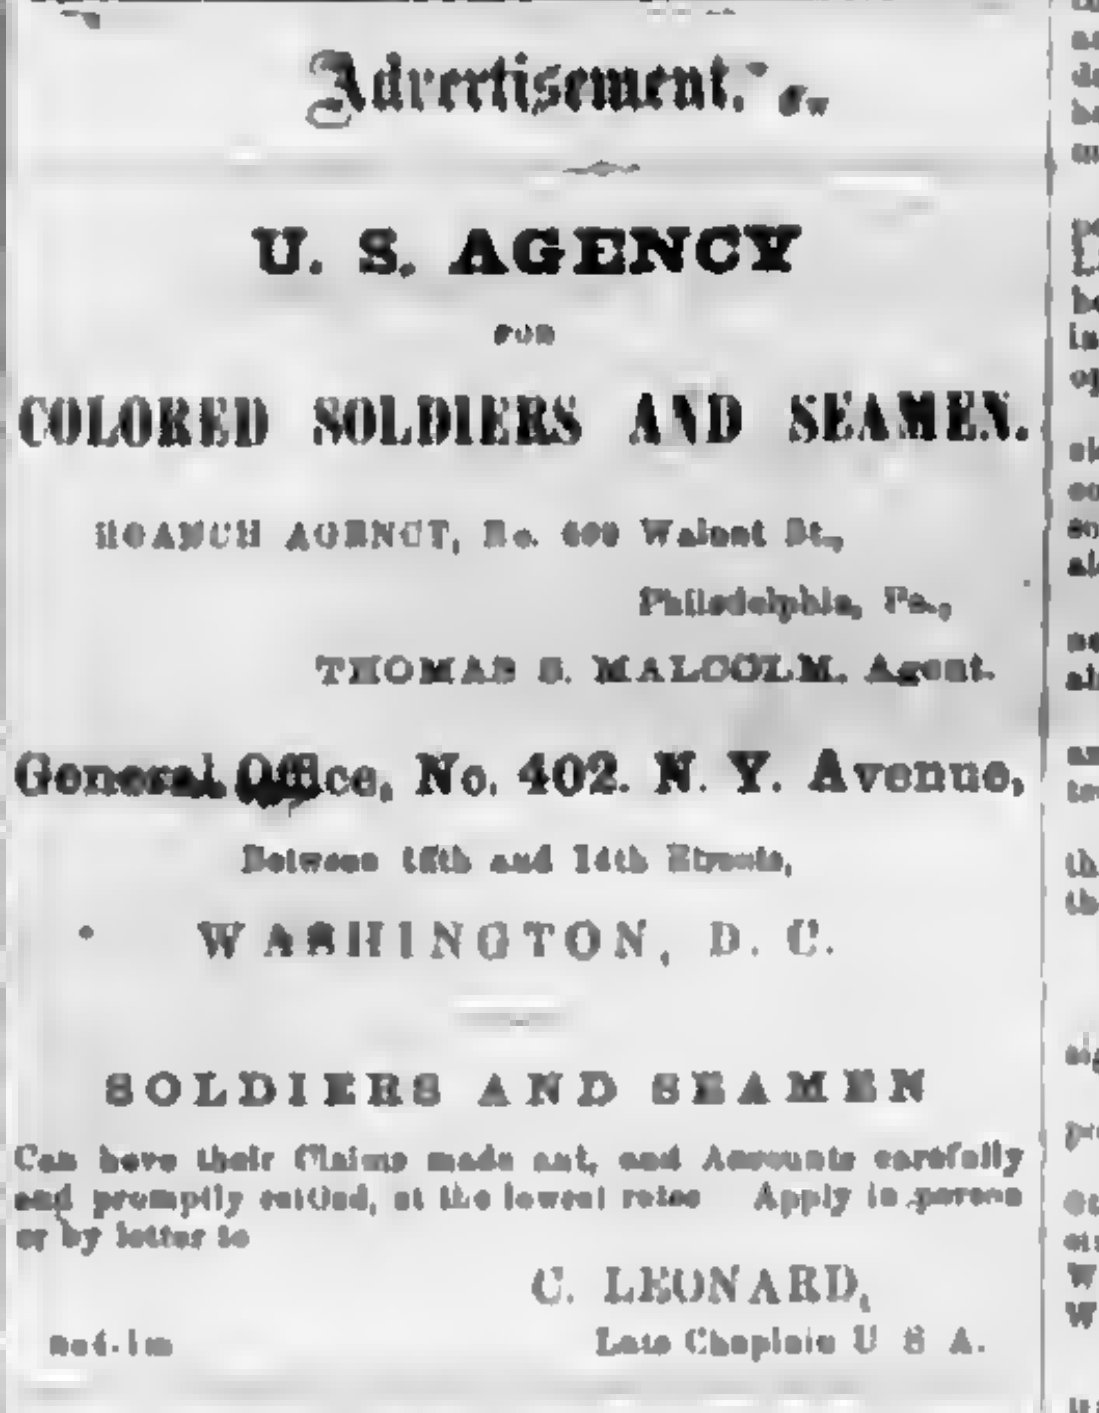 Advertisement.
U. S. AGENCY
FOR
COLORED SOLDIERS AND SEAMEN.
BRANCH AGENCY, No. Walnut St.,
Philadelphia, Pa.,
THOMAS S. MALCOLM, Agent.
General Office, No. 402. N. Y. Avenue,
Between and 14th Streets,
WASHINGTON, D. C.
SOLDIERS AND SEAMEN
Can have their Claims made out, and Accounts carefully
and promptly settled, at the lowest rates Apply in person
or by letter to
C. LEONARD,
Late Chaplain U S A.